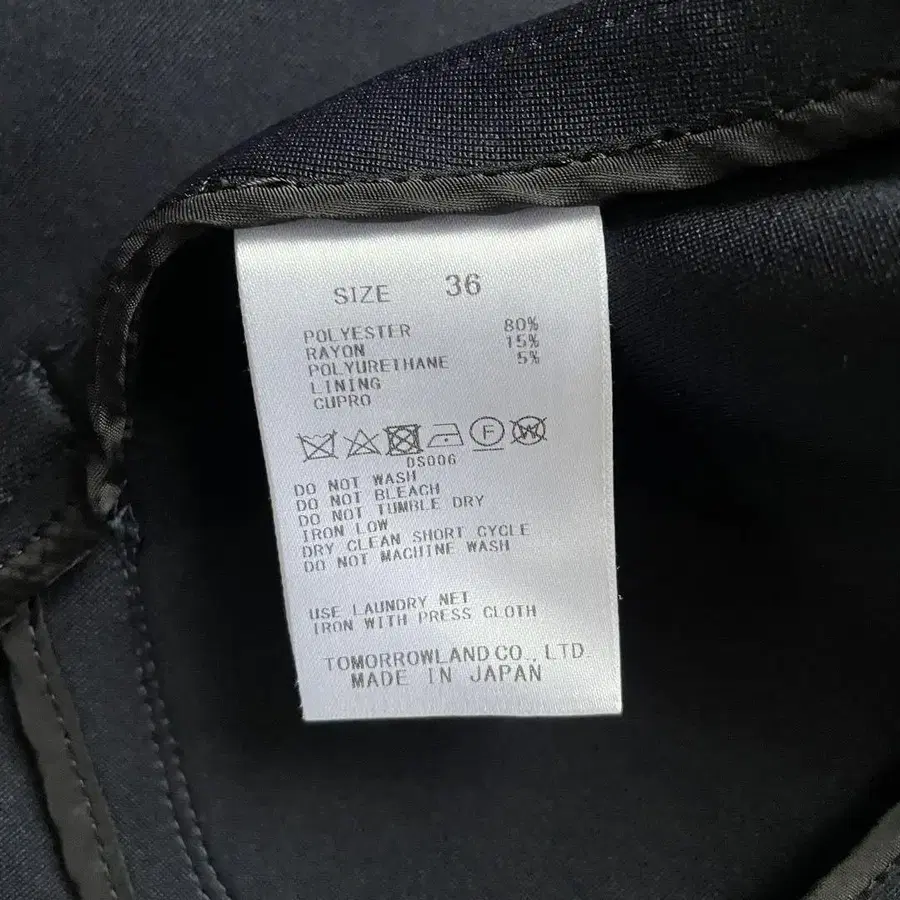 SIZE 36
POLYESTER 80%
RAYON 15%
POLYURETHANE 5%
LINING
CUPRO
F W
DS006
DO NOT WASH
DO NOT BLEACH
DO NOT TUMBLE DRY
IRON LOW
DRY CLEAN SHORT CYCLE
DO NOT MACHINE WASH
USE LAUNDRY NET
IRON WITH PRESS CLOTH
TOMORROWLAND CO., LTD.
MADE IN JAPAN